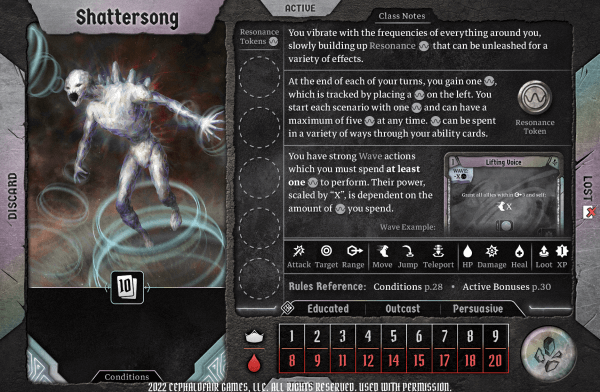 Shattersong
ACTIVE
Class Notes
Resonance
Tokens
You vibrate with the frequencies of everything around you,
slowly building up Resonance that can be unleashed for a
variety of effects.
At the end of each of your turns, you gain one ,
which is tracked by placing a on the left. You
start each scenario with one and can have a
maximum of five at any time. can be spent
in a variety of ways through your ability cards.
Resonance
Token
You have strong Wave actions
which you must spend at least
one to perform. Their power,
scaled by "X", is dependent on the
amount of you spend.
Wave Example:
Lifting Voice
WAVE:
-X
Grant all allies within 3 and self:
X
DISCARD
LOST
Attack Target Range Move Jump Teleport HP Damage Heal Loot XP
Rules Reference: Conditions p.28 • Active Bonuses p.30
10
Educated Outcast Persuasive
1 2 3 4 5 6 7 8 9
8 9 11 12 14 15 17 18 20
Conditions
2022 CEPHALOFAIR GAMES, LLC. ALL RIGHTS RESERVED. USED WITH PERMISSION.